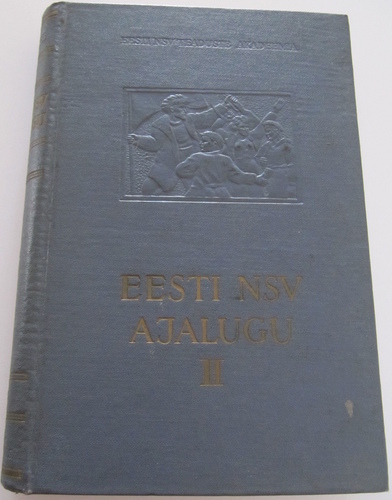 EESTI NSV TEADUSTE AKADEEMIA
EESTI NSV
AJALUGU
II